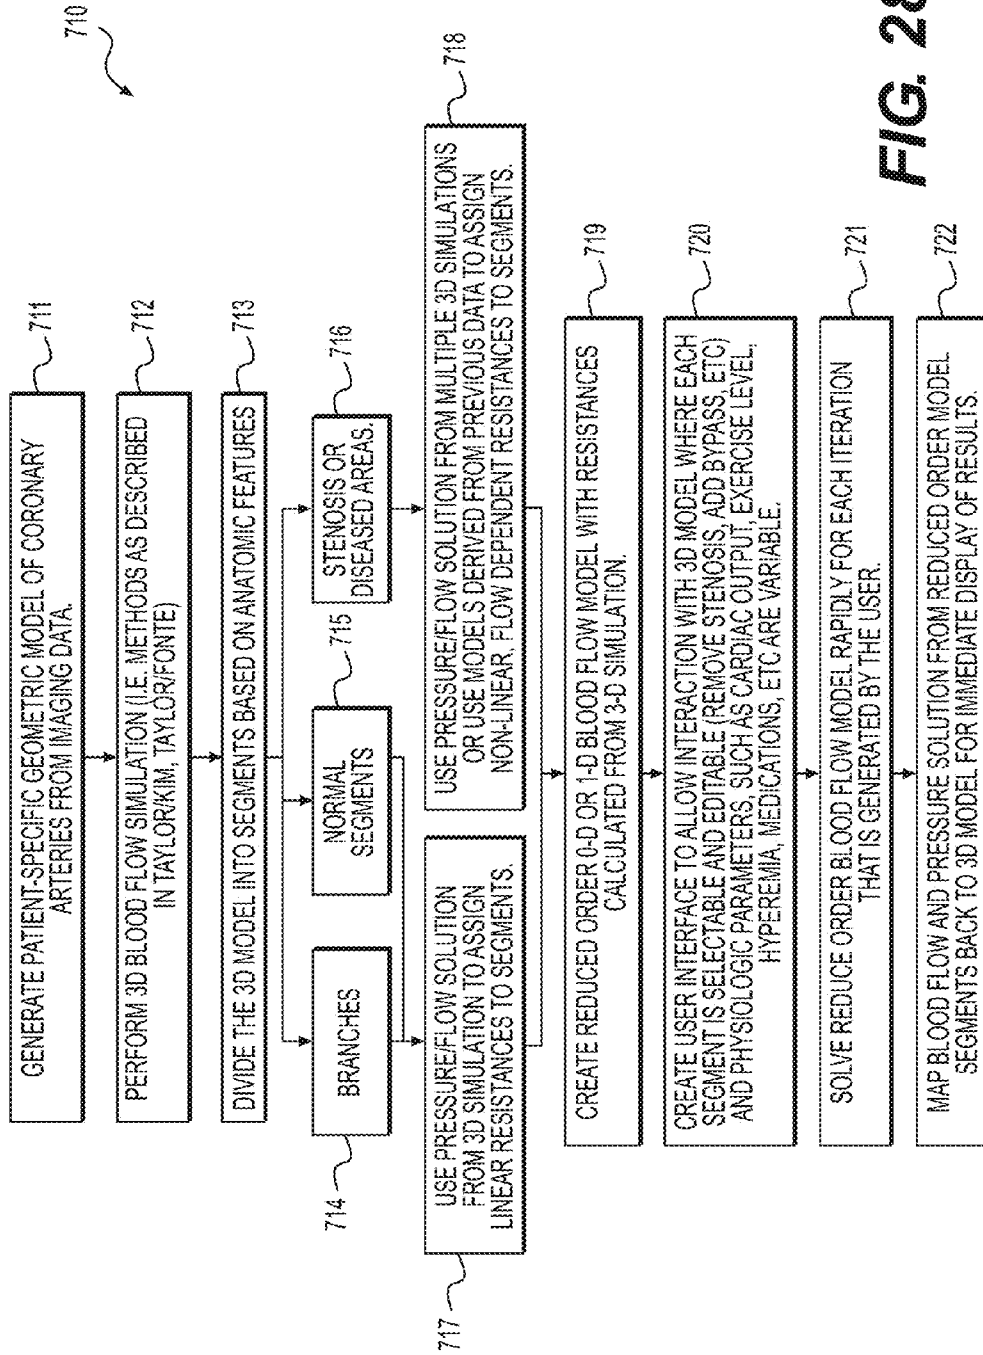 710
GENERATE PATIENT-SPECIFIC GEOMETRIC MODEL OF CORONARY
ARTERIES FROM IMAGING DATA.
711
PERFORM 3D BLOOD FLOW SIMULATION (I.E. METHODS AS DESCRIBED
IN TAYLOR/KIM, TAYLOR/FONTE)
712
DIVIDE THE 3D MODEL INTO SEGMENTS BASED ON ANATOMIC FEATURES
713
BRANCHES
714
NORMAL
SEGMENTS
715
STENOSIS OR
DISEASED AREAS.
716
USE PRESSURE/FLOW SOLUTION
FROM 3D SIMULATION TO ASSIGN
LINEAR RESISTANCES TO SEGMENTS.
717
USE PRESSURE/FLOW SOLUTION FROM MULTIPLE 3D SIMULATIONS
OR USE MODELS DERIVED FROM PREVIOUS DATA TO ASSIGN
NON-LINEAR, FLOW DEPENDENT RESISTANCES TO SEGMENTS.
718
CREATE REDUCED ORDER 0-D OR 1-D BLOOD FLOW MODEL WITH RESISTANCES
CALCULATED FROM 3-D SIMULATION.
719
CREATE USER INTERFACE TO ALLOW INTERACTION WITH 3D MODEL WHERE EACH
SEGMENT IS SELECTABLE AND EDITABLE (REMOVE STENOSIS, ADD BYPASS, ETC)
AND PHYSIOLOGIC PARAMETERS, SUCH AS CARDIAC OUTPUT, EXERCISE LEVEL,
HYPEREMIA, MEDICATIONS, ETC ARE VARIABLE.
720
SOLVE REDUCE ORDER BLOOD FLOW MODEL RAPIDLY FOR EACH ITERATION
THAT IS GENERATED BY THE USER.
721
MAP BLOOD FLOW AND PRESSURE SOLUTION FROM REDUCED ORDER MODEL
SEGMENTS BACK TO 3D MODEL FOR IMMEDIATE DISPLAY OF RESULTS.
722
FIG. 28